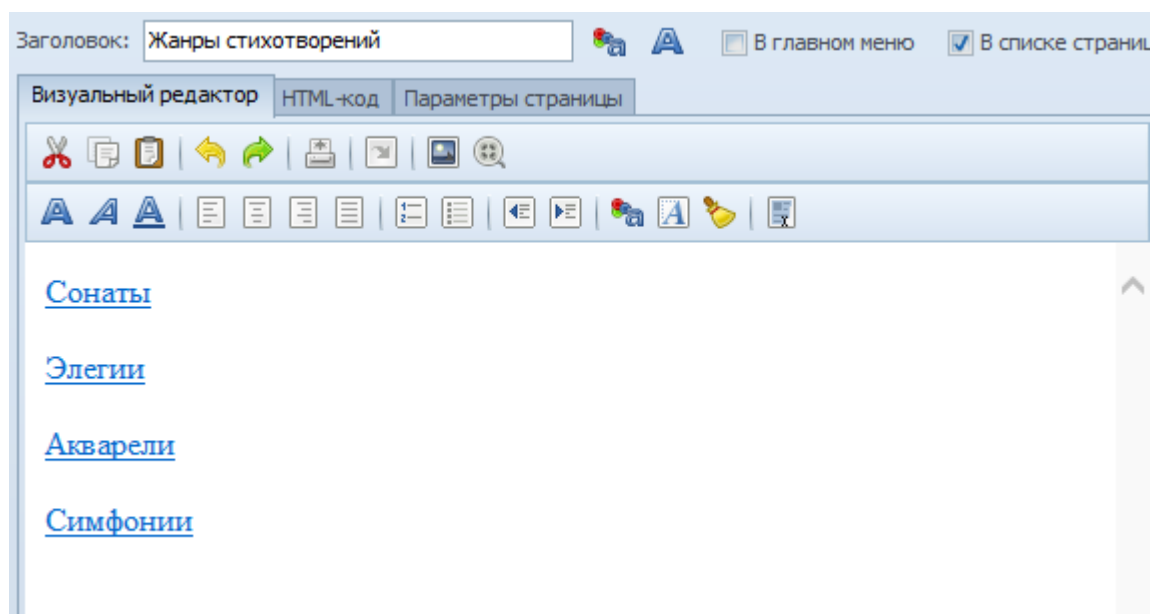 Заголовок: Жанры стихотворений В главном меню В списке страниц
Визуальный редактор HTML-код Параметры страницы
Сонаты
Элегии
Акварели
Симфонии